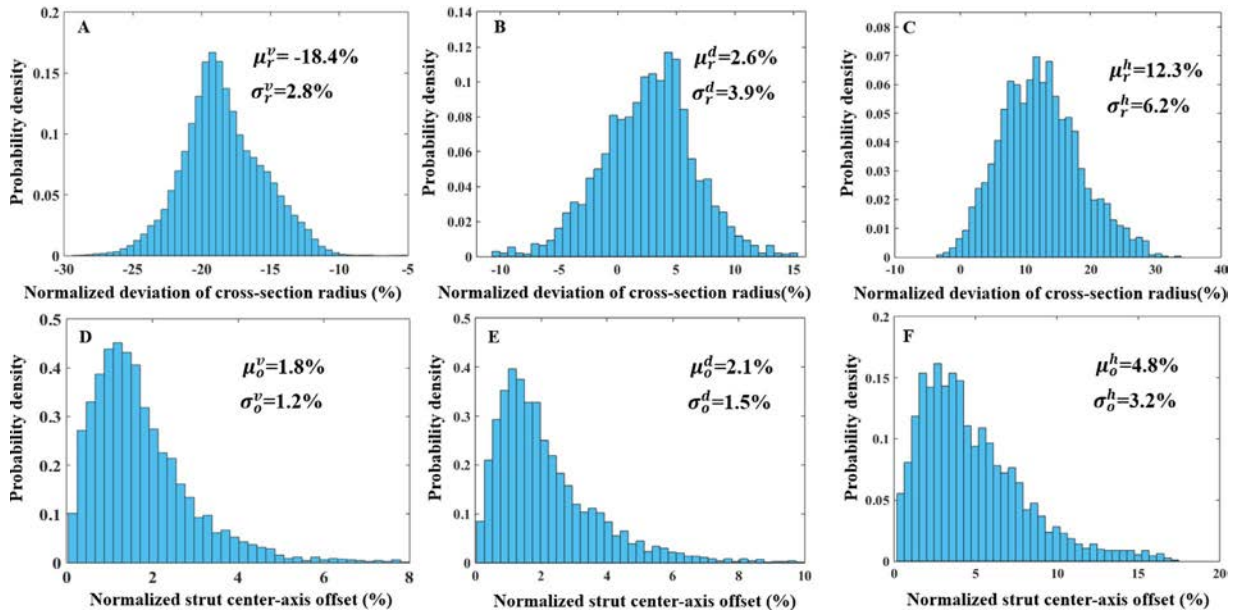 A
μ_r^v= -18.4%
σ_r^v=2.8%
Probability density
0.2
0.15
0.1
0.05
0
-30
-25
-20
-15
-10
-5
Normalized deviation of cross-section radius (%)
B
μ_r^d=2.6%
σ_r^d=3.9%
Probability density
0.14
0.12
0.10
0.08
0.06
0.04
0.02
0
-10
-5
0
5
10
15
Normalized deviation of cross-section radius(%)
C
μ_r^h=12.3%
σ_r^h=6.2%
Probability density
0.08
0.07
0.06
0.05
0.04
0.03
0.02
0.01
0
-10
0
10
20
30
40
Normalized deviation of cross-section radius(%)
D
μ_o^v=1.8%
σ_o^v=1.2%
Probability density
0.5
0.4
0.3
0.2
0.1
0
0
2
4
6
8
Normalized strut center-axis offset (%)
E
μ_o^d=2.1%
σ_o^d=1.5%
Probability density
0.5
0.4
0.3
0.2
0.1
0
0
2
4
6
8
10
Normalized strut center-axis offset (%)
F
μ_o^h=4.8%
σ_o^h=3.2%
Probability density
0.2
0.15
0.1
0.05
0
0
5
10
15
20
Normalized strut center-axis offset (%)